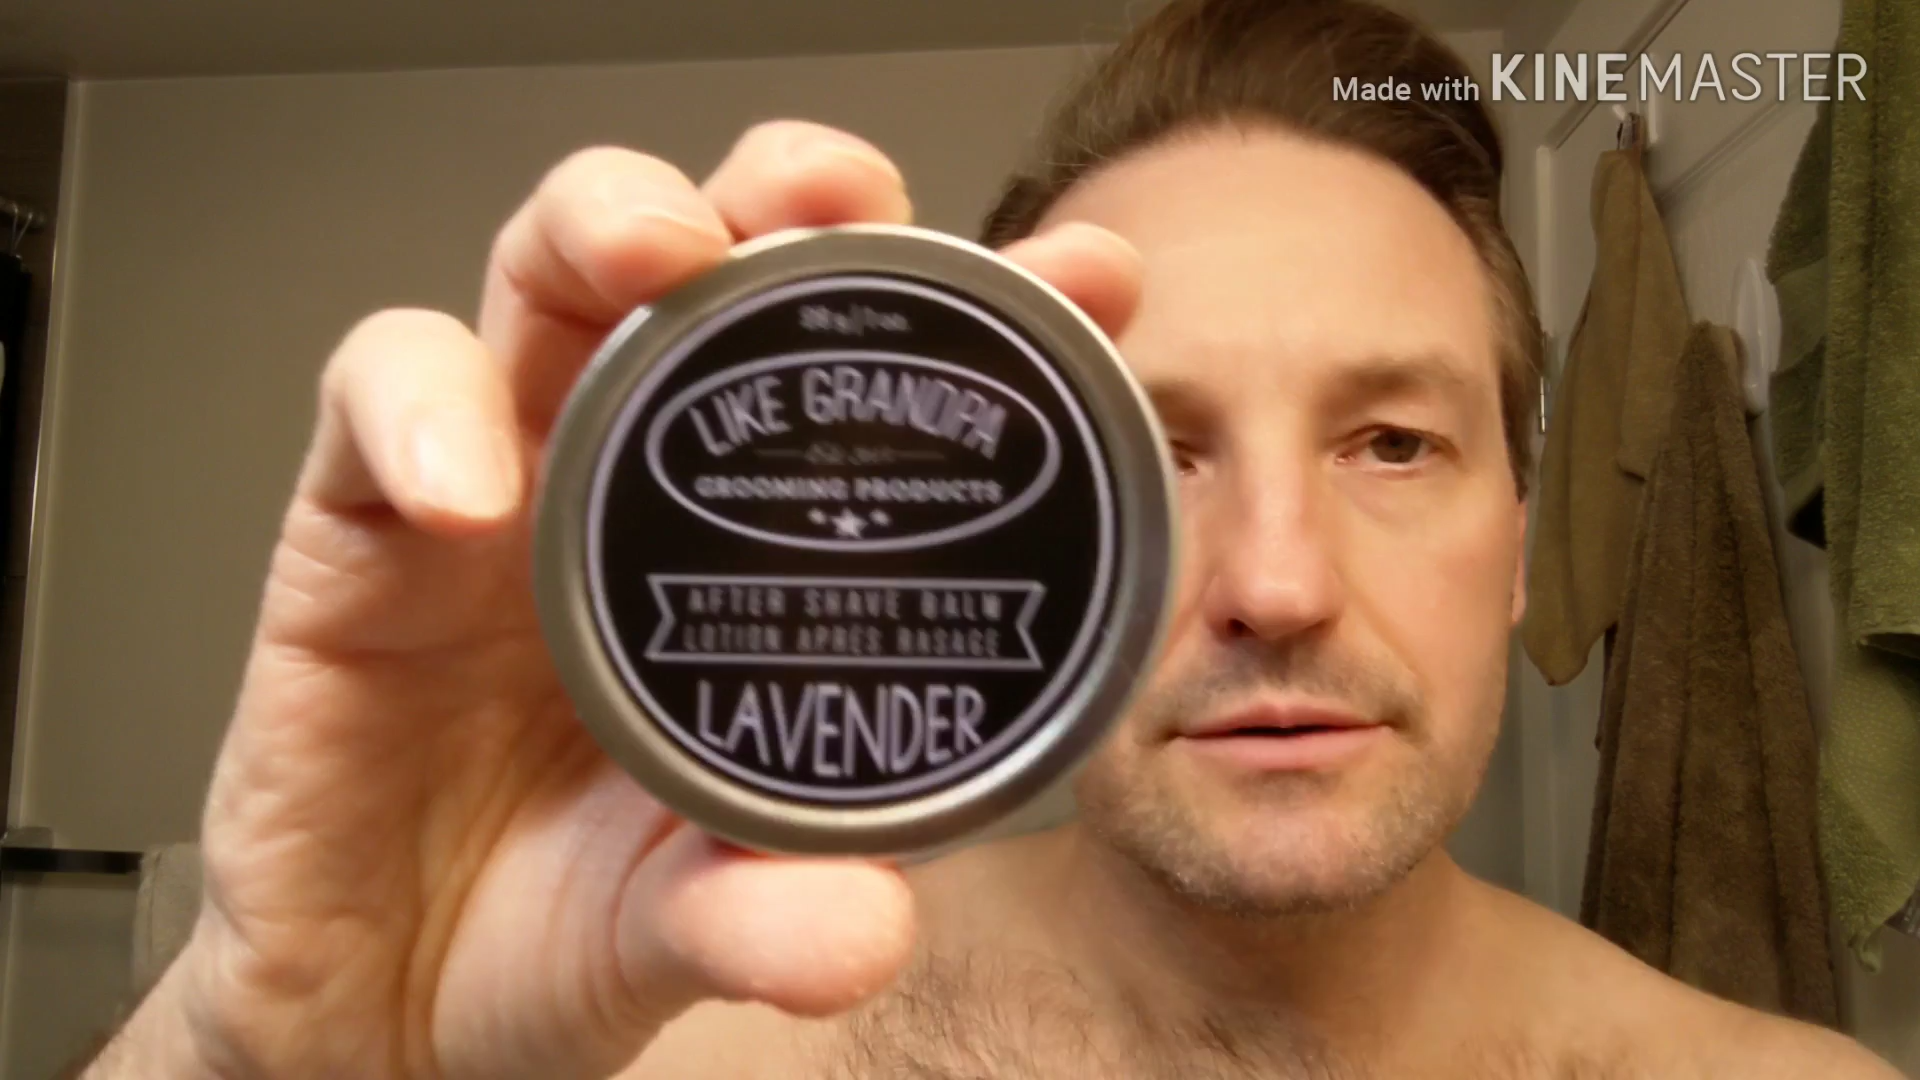 Made with KINEMASTER
LIKE GRANDPA
GROOMING PRODUCTS
AFTER SHAVE BALM
LOTION APRÈS RASAGE
LAVENDER